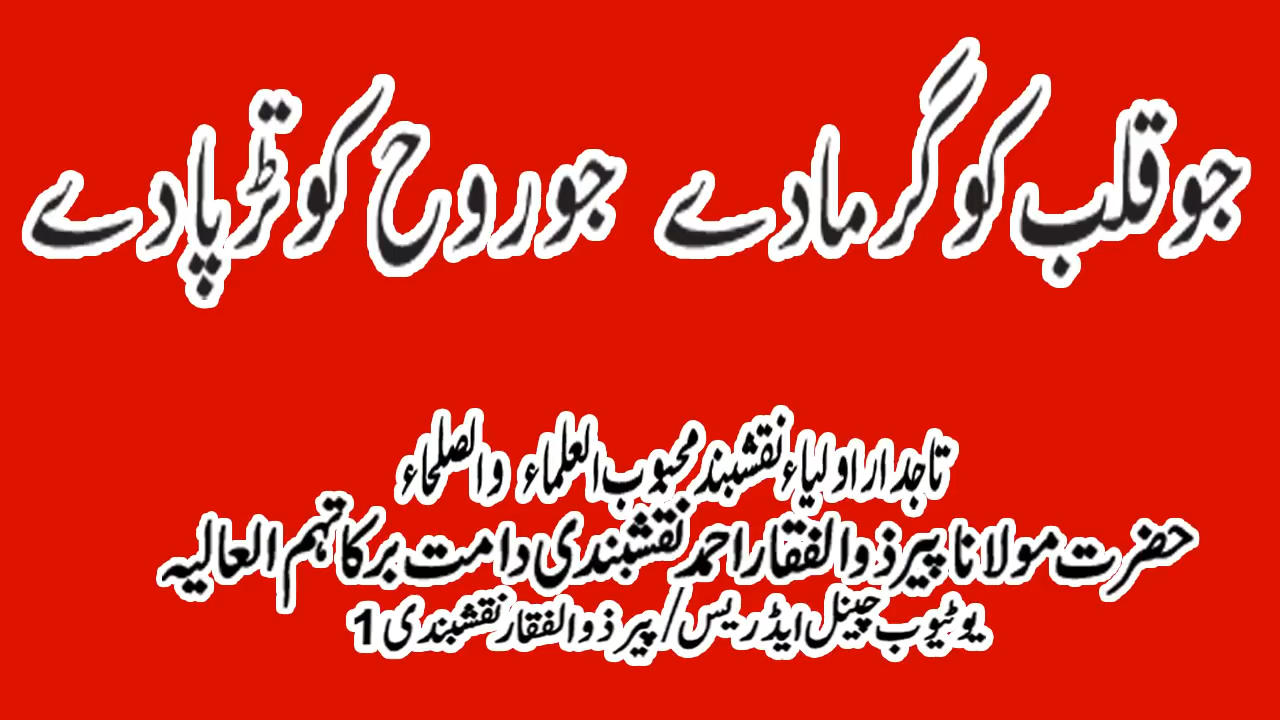 جو قلب کو گرما دے جو روح کو تڑپا دے
تاجدار اولیاء نقشبند محبوب العلماء والصلحاء
حضرت مولانا پیر ذوالفقار احمد نقشبندی دامت برکاتہم العالیہ
یوٹیوب چینل ایڈریس/ پیر ذوالفقار نقشبندی 1